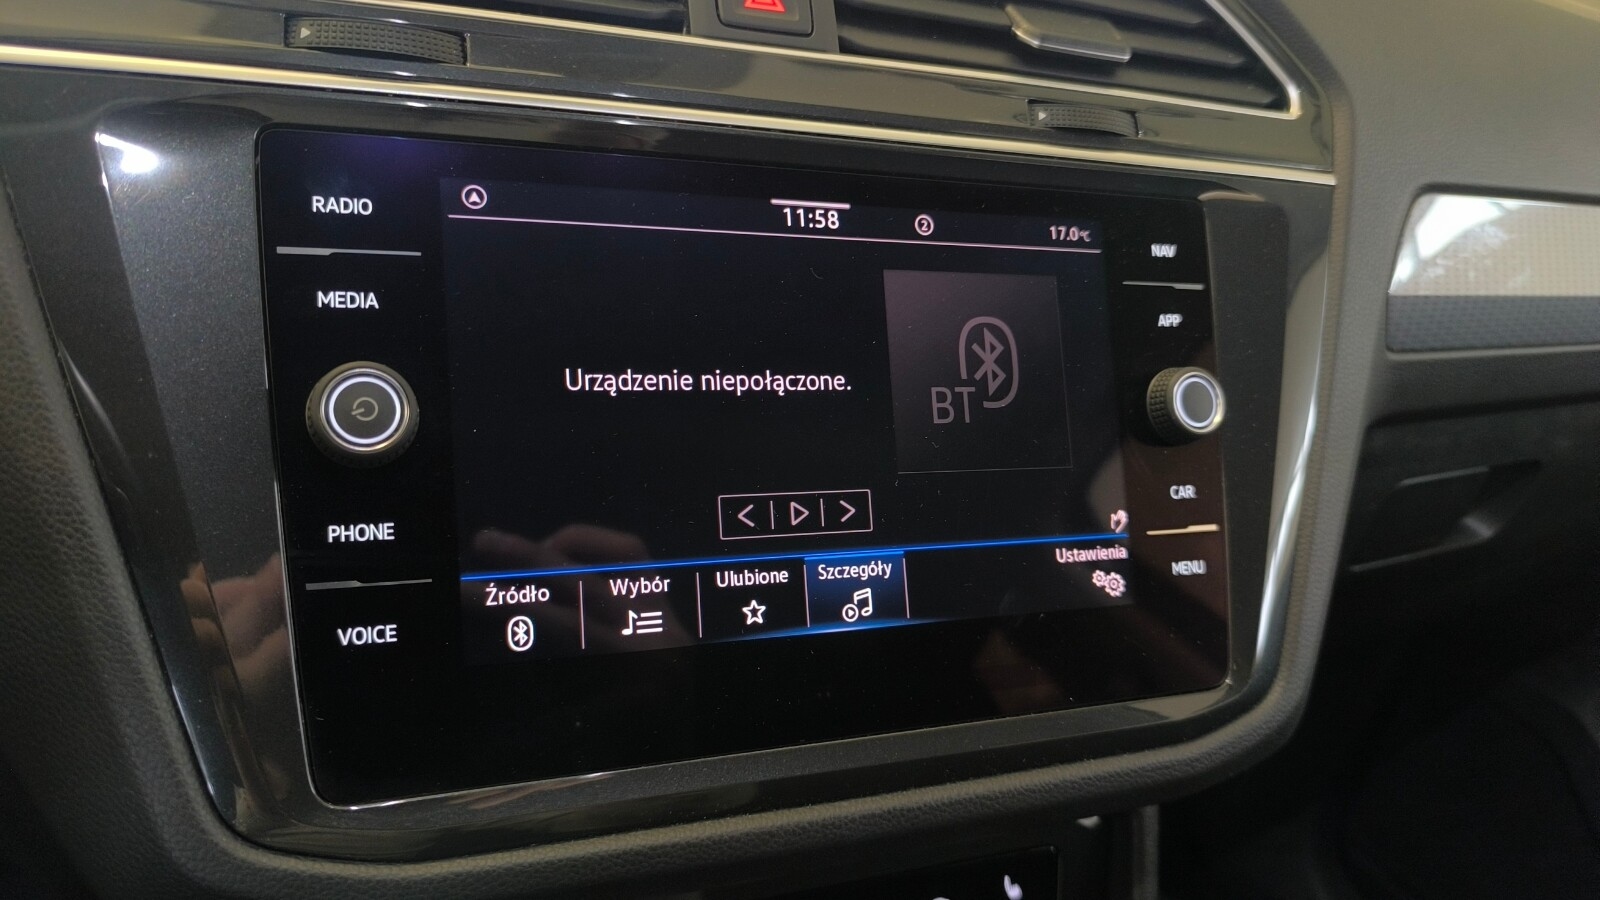 RADIO
MEDIA
PHONE
VOICE
11:58
2
17.0°C
Urządzenie niepołączone.
BT
Źródło
Wybór
Ulubione
Szczegóły
Ustawienia
NAV
APP
CAR
MENU